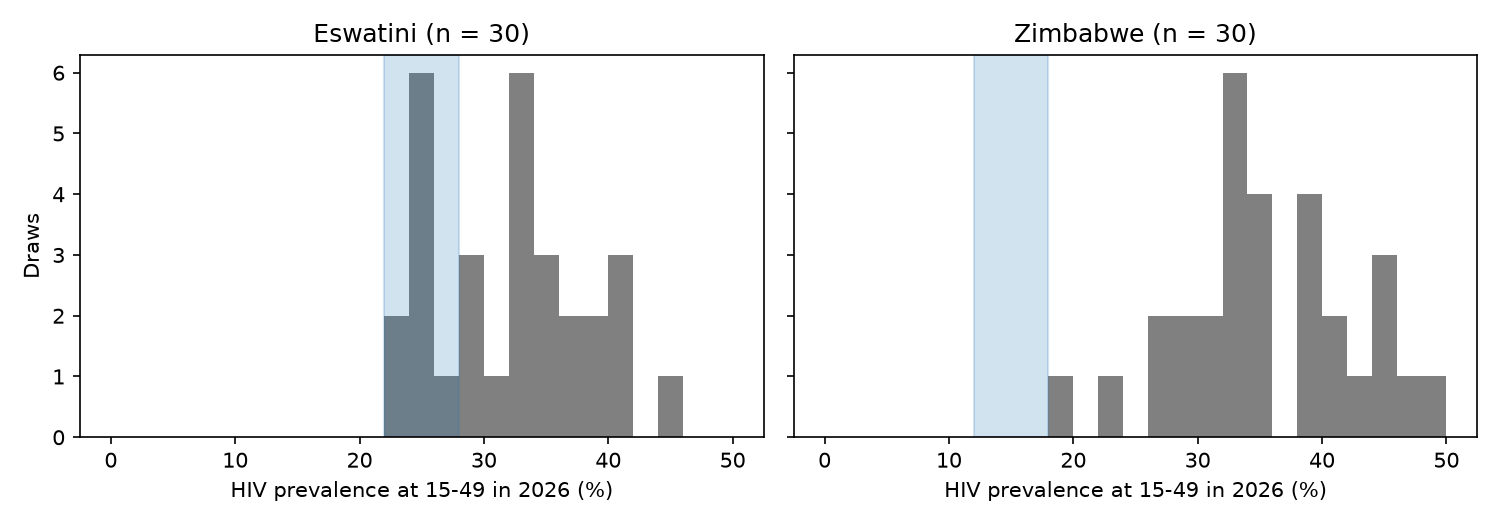 Eswatini (n = 30)
Zimbabwe (n = 30)
6
5
4
3
2
1
0
Draws
0 10 20 30 40 50
0 10 20 30 40 50
HIV prevalence at 15-49 in 2026 (%)
HIV prevalence at 15-49 in 2026 (%)